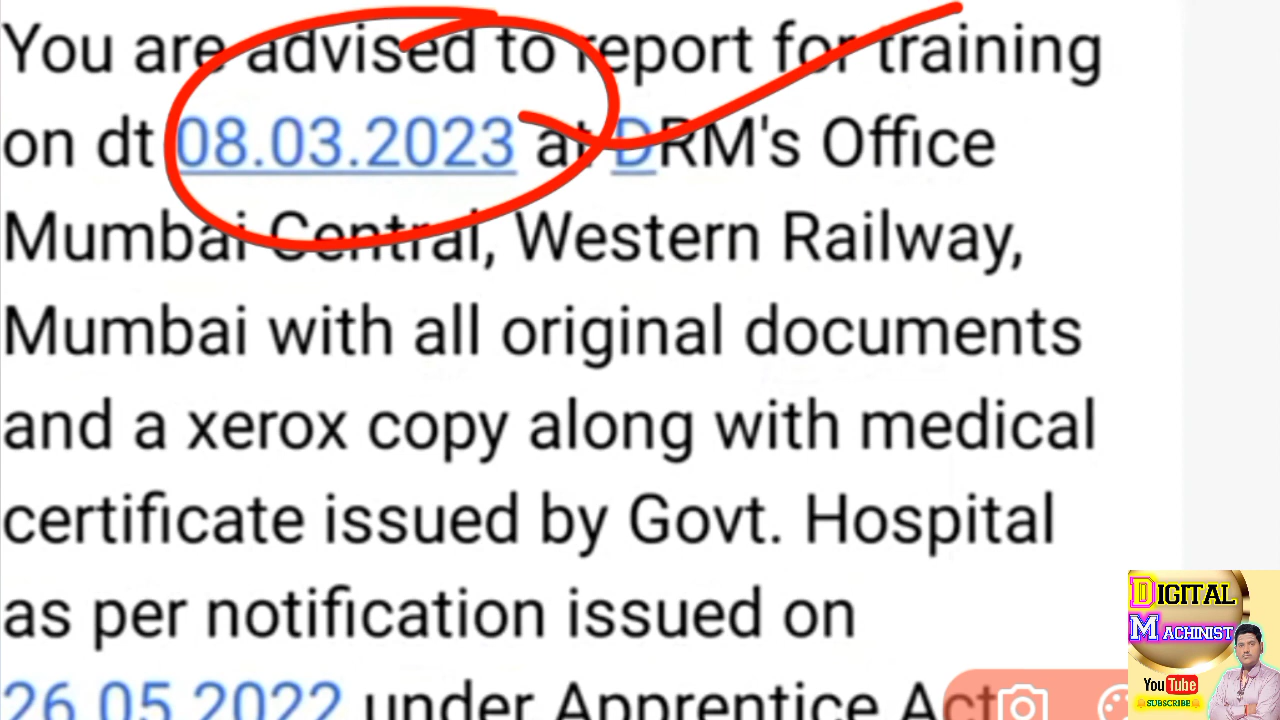 You are advised to report for training
on dt 08.03.2023 at DRM's Office
Mumbai Central, Western Railway,
Mumbai with all original documents
and a xerox copy along with medical
certificate issued by Govt. Hospital
as per notification issued on
26.05.2022 under Apprentice Act
DIGITAL
MACHINIST
YouTube
SUBSCRIBE